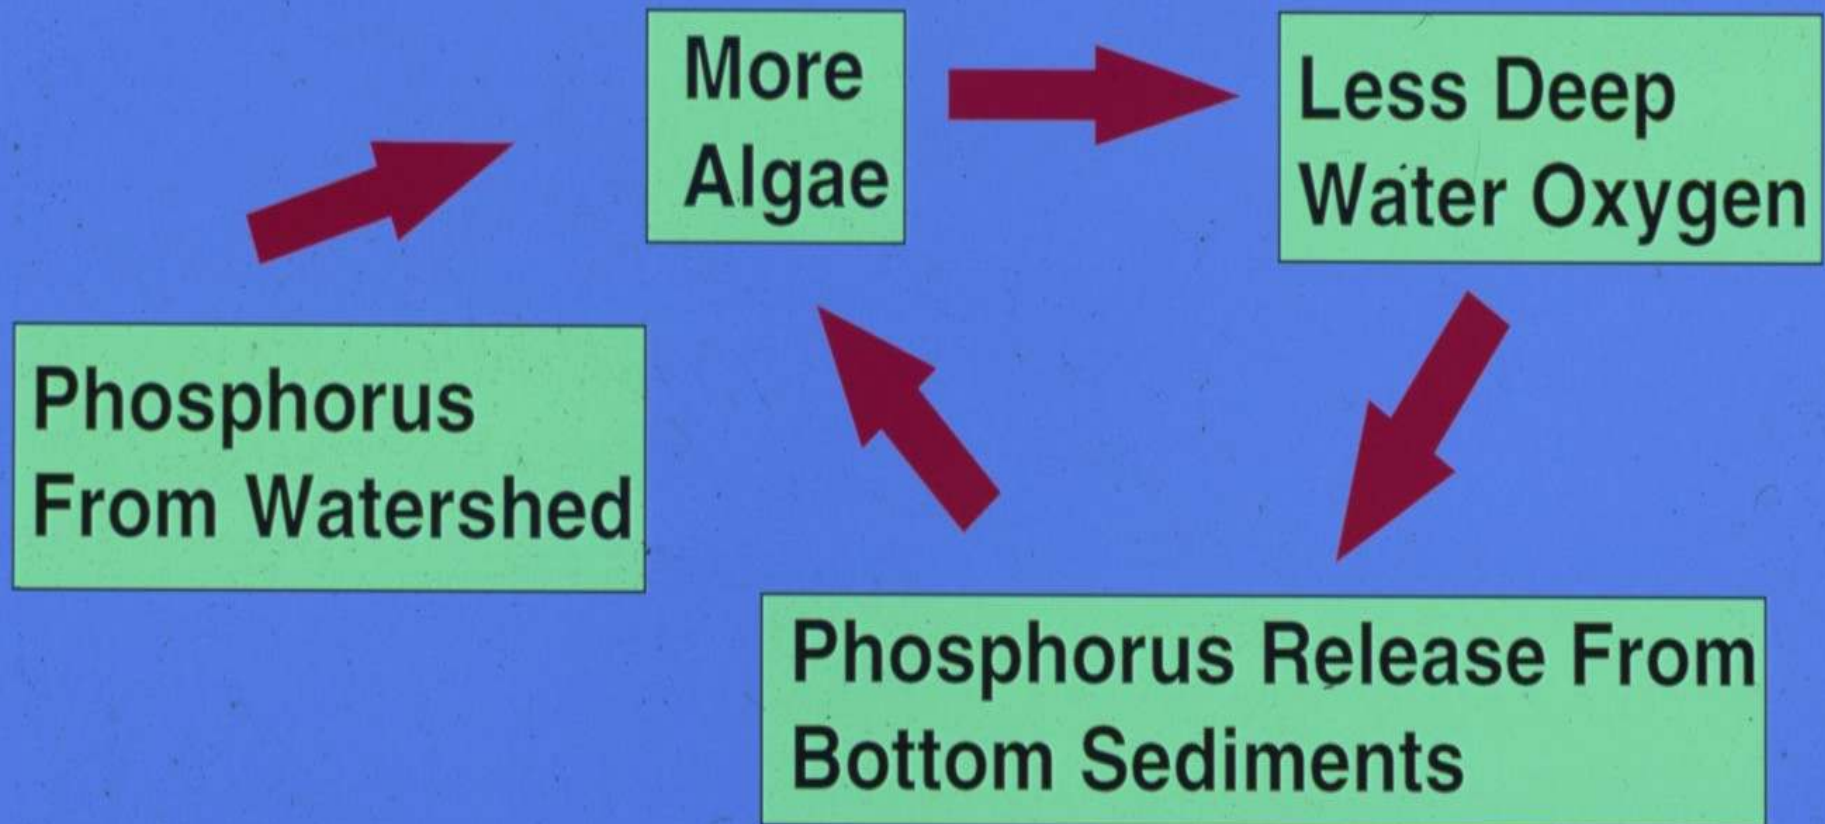 More
Algae
Less Deep
Water Oxygen
Phosphorus
From Watershed
Phosphorus Release From
Bottom Sediments